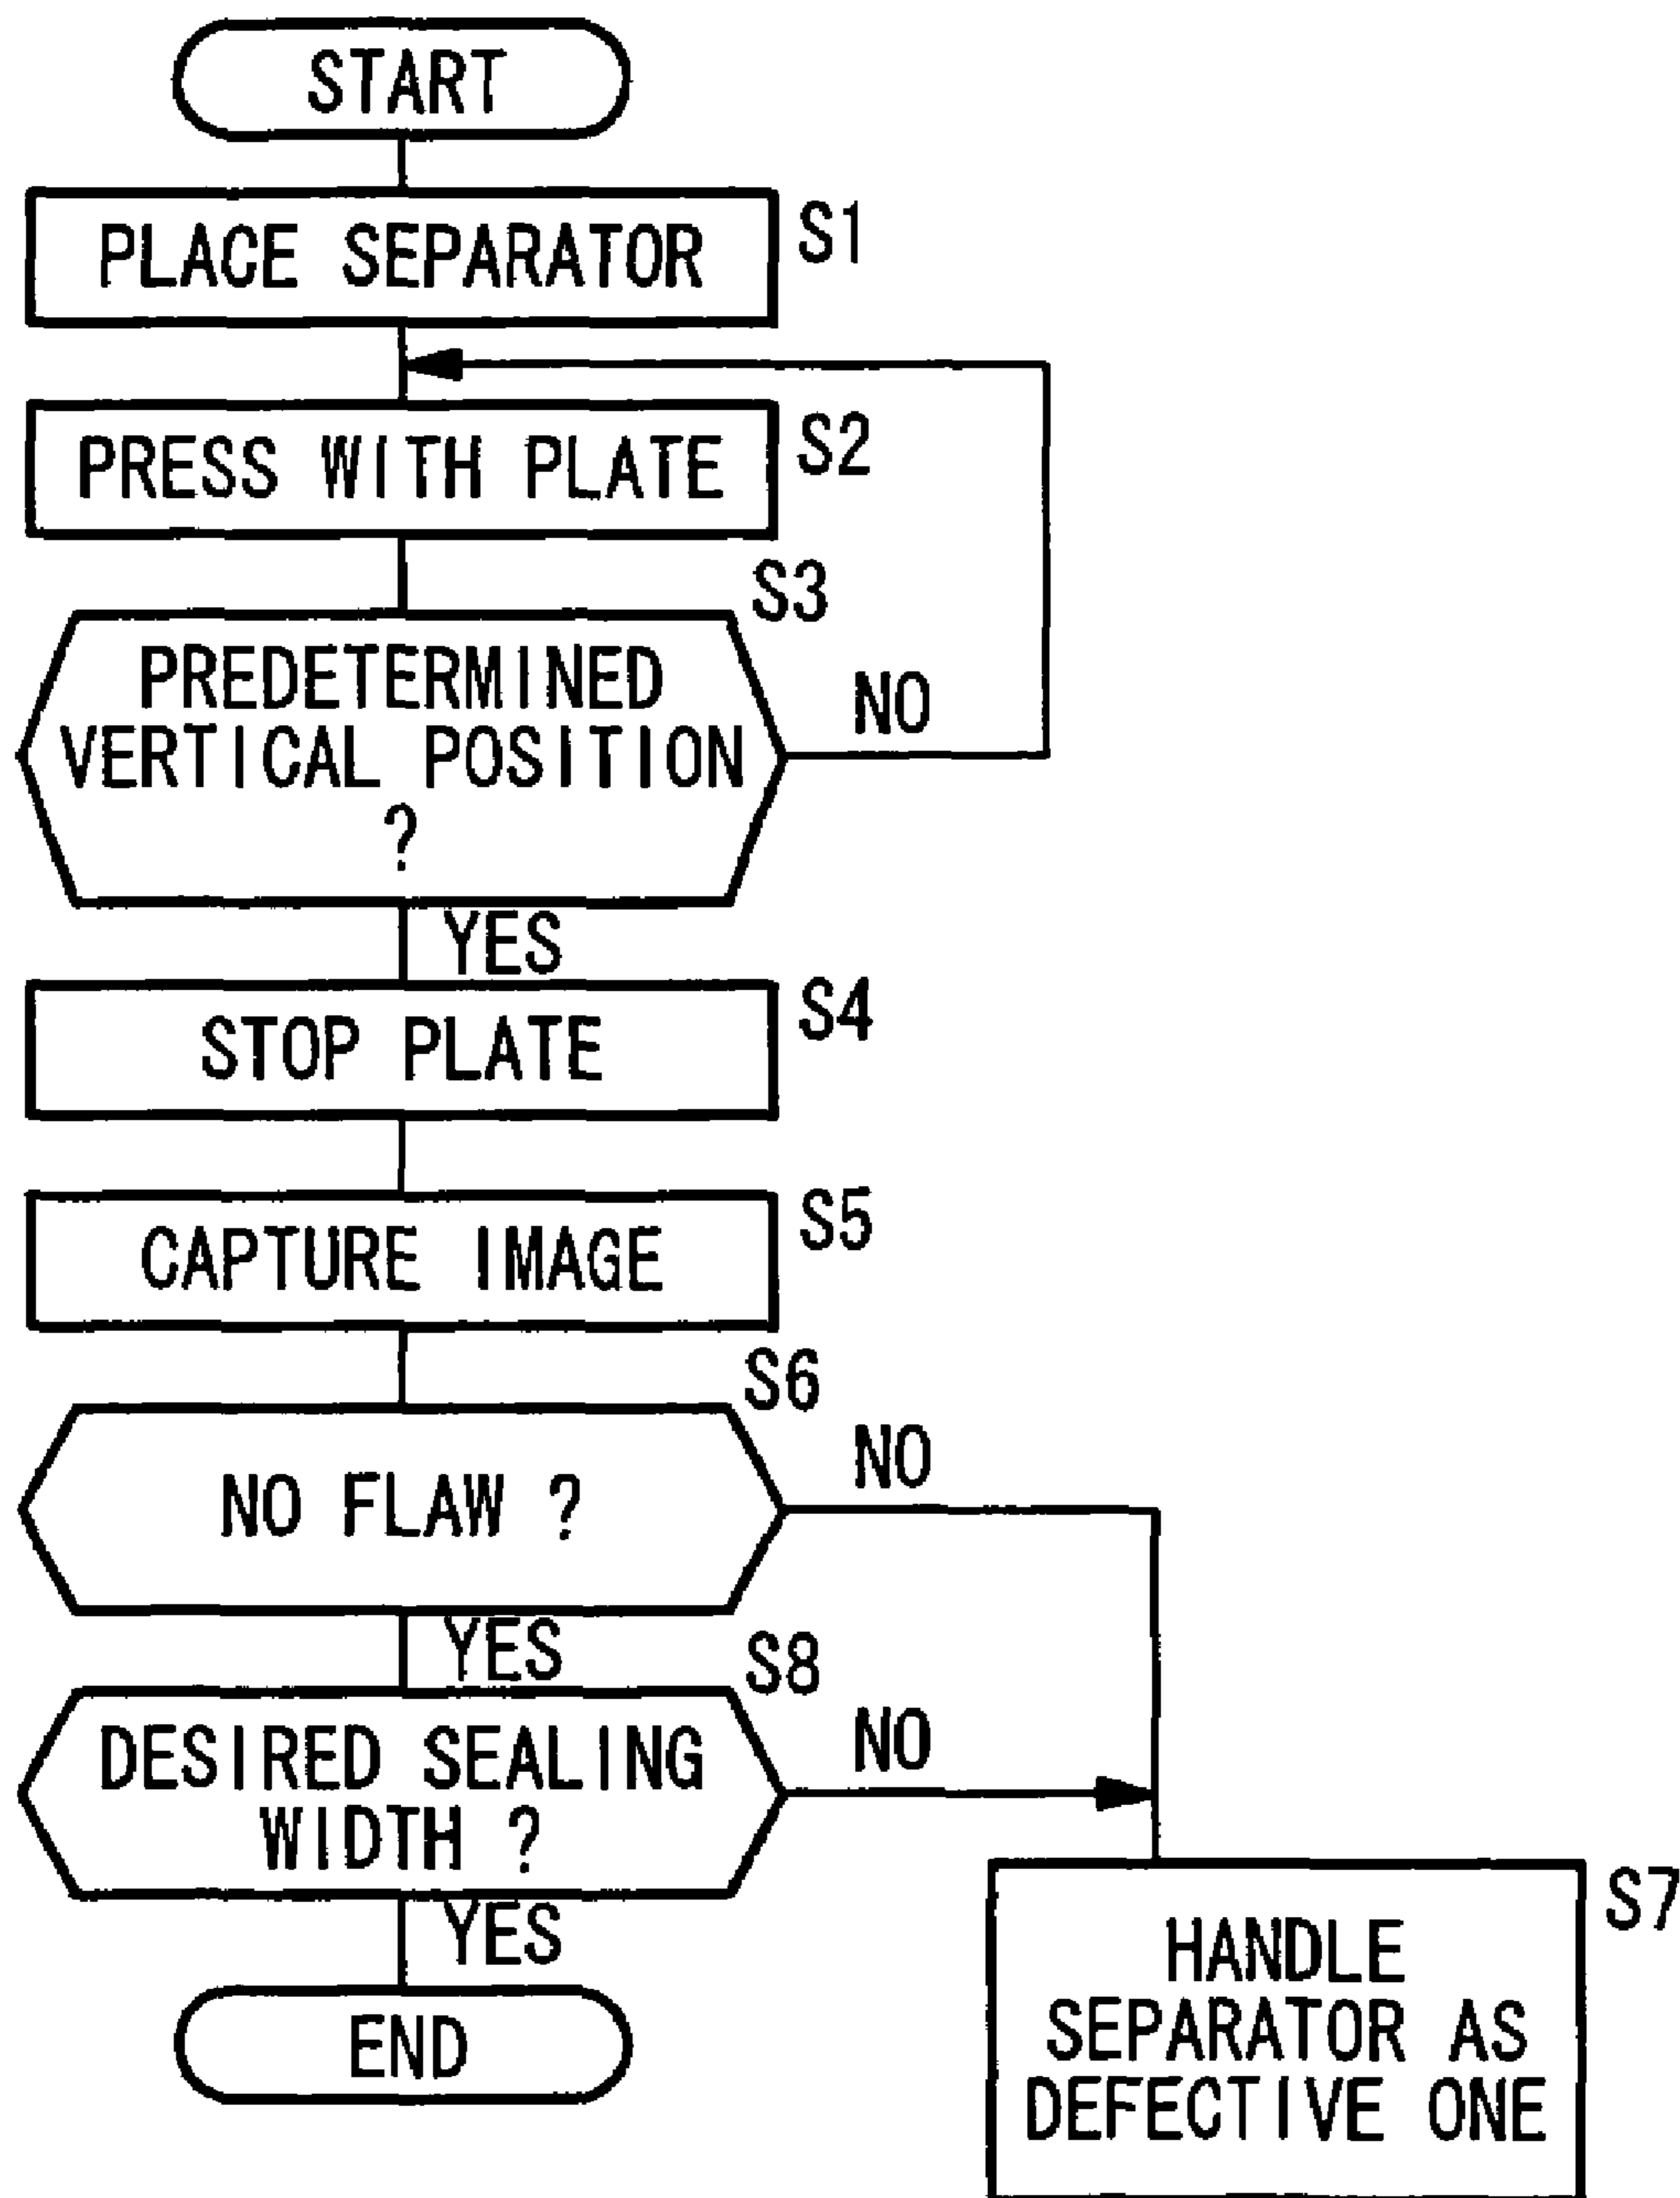 START
PLACE SEPARATOR
S1
PRESS WITH PLATE
S2
S3
PREDETERMINED
VERTICAL POSITION
?
NO
YES
STOP PLATE
S4
CAPTURE IMAGE
S5
S6
NO FLAW ?
NO
YES
S8
DESIRED SEALING
WIDTH ?
NO
YES
END
S7
HANDLE
SEPARATOR AS
DEFECTIVE ONE